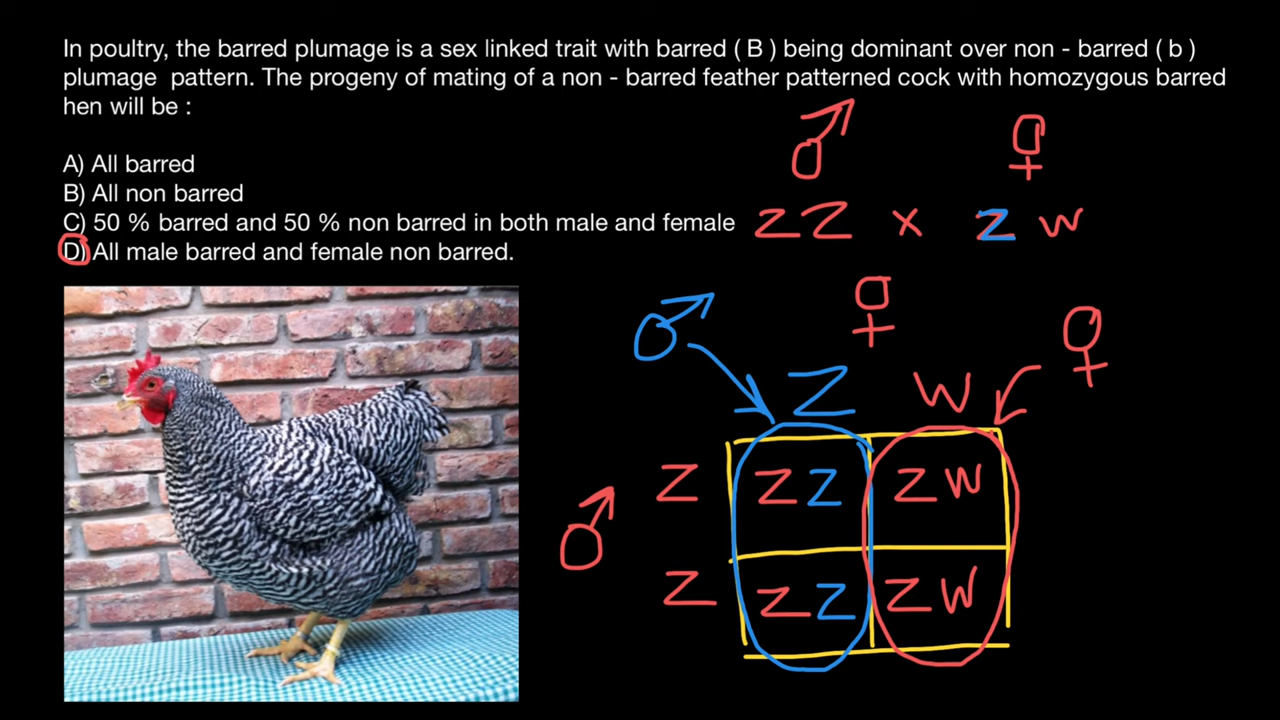 In poultry, the barred plumage is a sex linked trait with barred ( B ) being dominant over non - barred ( b )
plumage pattern. The progeny of mating of a non - barred feather patterned cock with homozygous barred
hen will be :
A) All barred
B) All non barred
C) 50 % barred and 50 % non barred in both male and female
D) All male barred and female non barred.
♂ ♀
ZZ x Z W
♂ ♀ ♀
Z W
Z ZZ ZW
♂
Z ZZ ZW